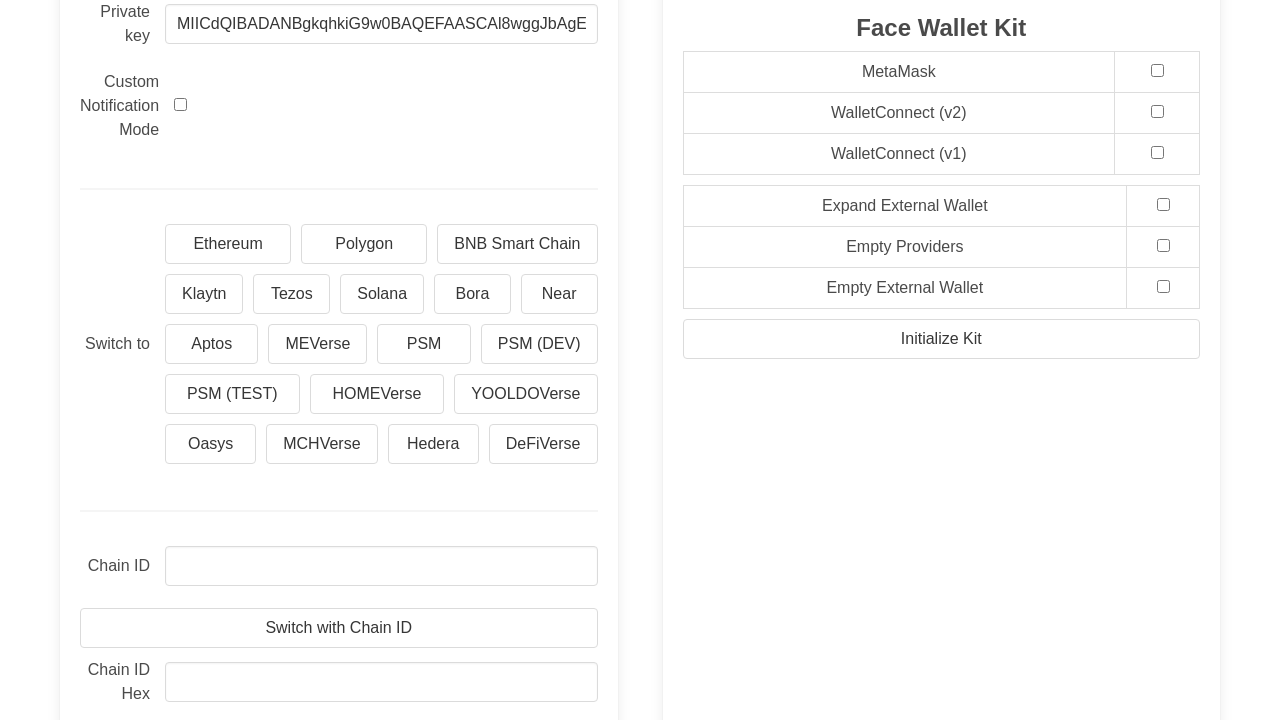 Private
key
MIICdQIBADANBgkqhkiG9w0BAQEFAASCAl8wggJbAgE
Custom
Notification
Mode
Switch to
Ethereum
Polygon
BNB Smart Chain
Klaytn
Tezos
Solana
Bora
Near
Aptos
MEVerse
PSM
PSM (DEV)
PSM (TEST)
HOMEVerse
YOOLDOVerse
Oasys
MCHVerse
Hedera
DeFiVerse
Chain ID
Switch with Chain ID
Chain ID
Hex
Face Wallet Kit
MetaMask
WalletConnect (v2)
WalletConnect (v1)
Expand External Wallet
Empty Providers
Empty External Wallet
Initialize Kit